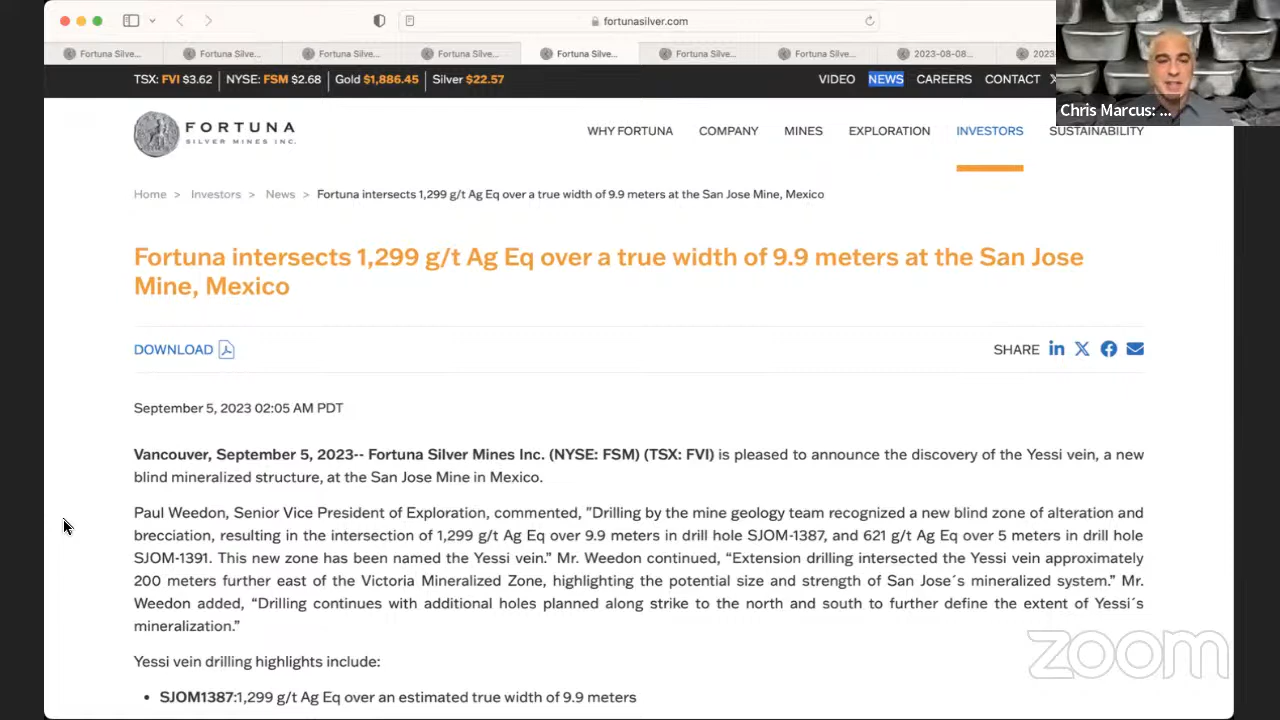 fortunasilver.com
Fortuna Silve...
Fortuna Silve...
Fortuna Silve...
Fortuna Silve...
Fortuna Silve...
Fortuna Silve...
Fortuna Silve...
2023-08-08...
2023
TSX: FVI $3.62 | NYSE: FSM $2.68 | Gold $1,886.45 | Silver $22.57
VIDEO NEWS CAREERS CONTACT
Chris Marcus: ...
FORTUNA
SILVER MINES INC.
WHY FORTUNA COMPANY MINES EXPLORATION INVESTORS SUSTAINABILITY
Home > Investors > News > Fortuna intersects 1,299 g/t Ag Eq over a true width of 9.9 meters at the San Jose Mine, Mexico
Fortuna intersects 1,299 g/t Ag Eq over a true width of 9.9 meters at the San Jose
Mine, Mexico
DOWNLOAD
SHARE
September 5, 2023 02:05 AM PDT
Vancouver, September 5, 2023-- Fortuna Silver Mines Inc. (NYSE: FSM) (TSX: FVI) is pleased to announce the discovery of the Yessi vein, a new
blind mineralized structure, at the San Jose Mine in Mexico.
Paul Weedon, Senior Vice President of Exploration, commented, "Drilling by the mine geology team recognized a new blind zone of alteration and
brecciation, resulting in the intersection of 1,299 g/t Ag Eq over 9.9 meters in drill hole SJOM-1387, and 621 g/t Ag Eq over 5 meters in drill hole
SJOM-1391. This new zone has been named the Yessi vein.” Mr. Weedon continued, “Extension drilling intersected the Yessi vein approximately
200 meters further east of the Victoria Mineralized Zone, highlighting the potential size and strength of San Jose´s mineralized system.” Mr.
Weedon added, “Drilling continues with additional holes planned along strike to the north and south to further define the extent of Yessi´s
mineralization.”
Yessi vein drilling highlights include:
• SJOM1387:1,299 g/t Ag Eq over an estimated true width of 9.9 meters
zoom